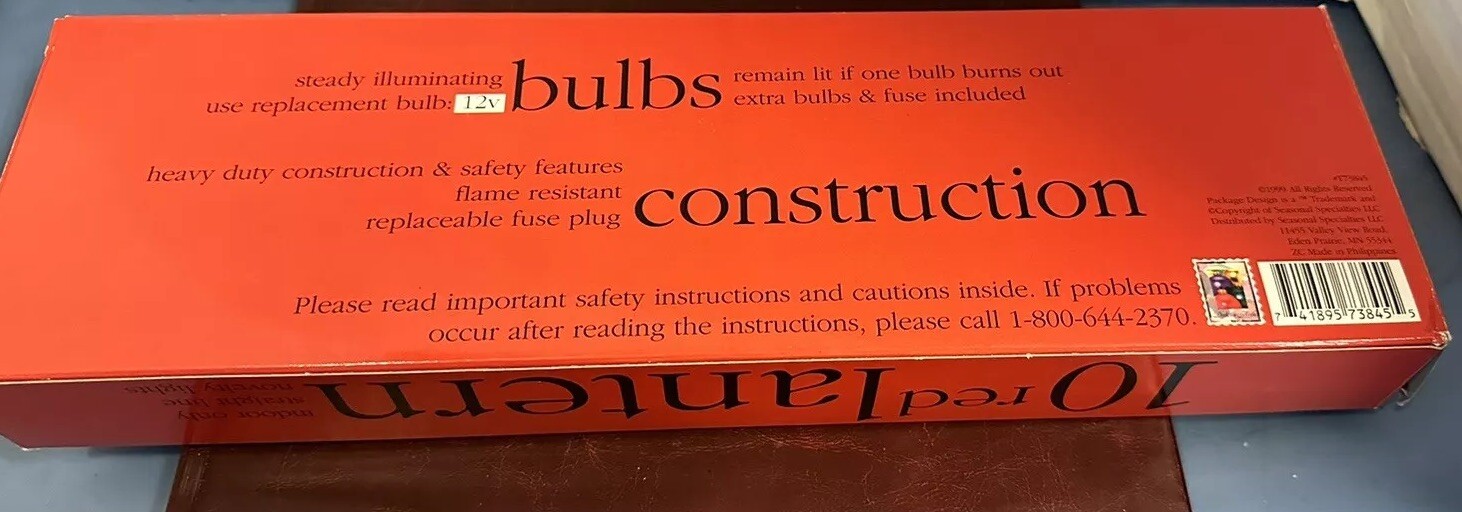 steady illuminating
use replacement bulb: 12v
bulbs
remain lit if one bulb burns out
extra bulbs & fuse included
heavy duty construction & safety features
flame resistant
replaceable fuse plug
construction
©1999 All Rights Reserved
Package Design is a ™ Trademark and
©Copyright of Seasonal Specialties LLC
Distributed by Seasonal Specialties LLC
11455 Valley View Road,
Eden Prairie, MN 55344
ZC Made in Philippines
Please read important safety instructions and cautions inside. If problems
occur after reading the instructions, please call 1-800-644-2370.
7 41895 73845 5
10 red lantern
indoor only
straight line
novelty lights